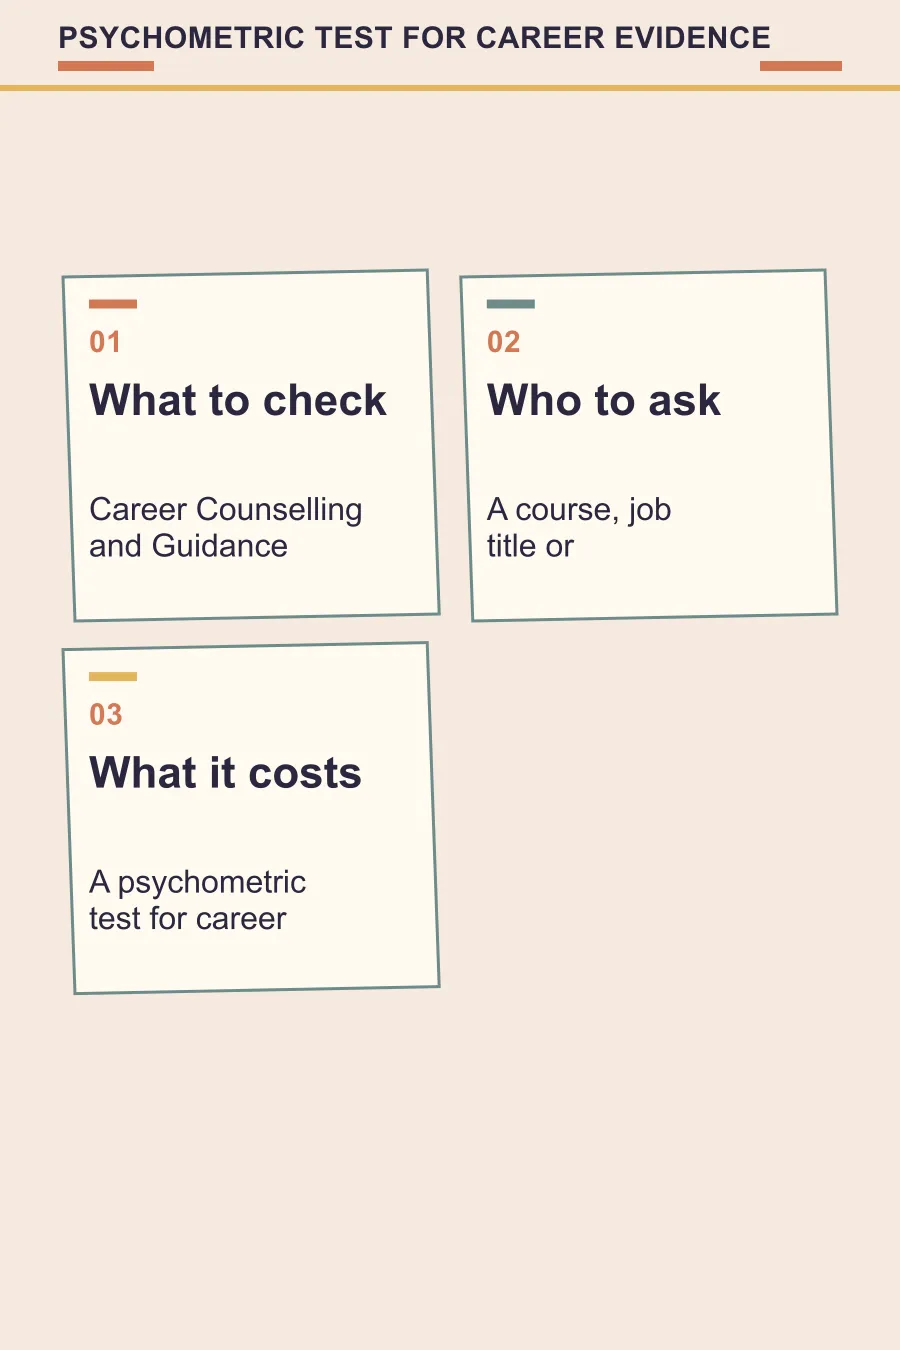 PSYCHOMETRIC TEST FOR CAREER EVIDENCE
01
What to check
Career Counselling
and Guidance
02
Who to ask
A course, job
title or
03
What it costs
A psychometric
test for career